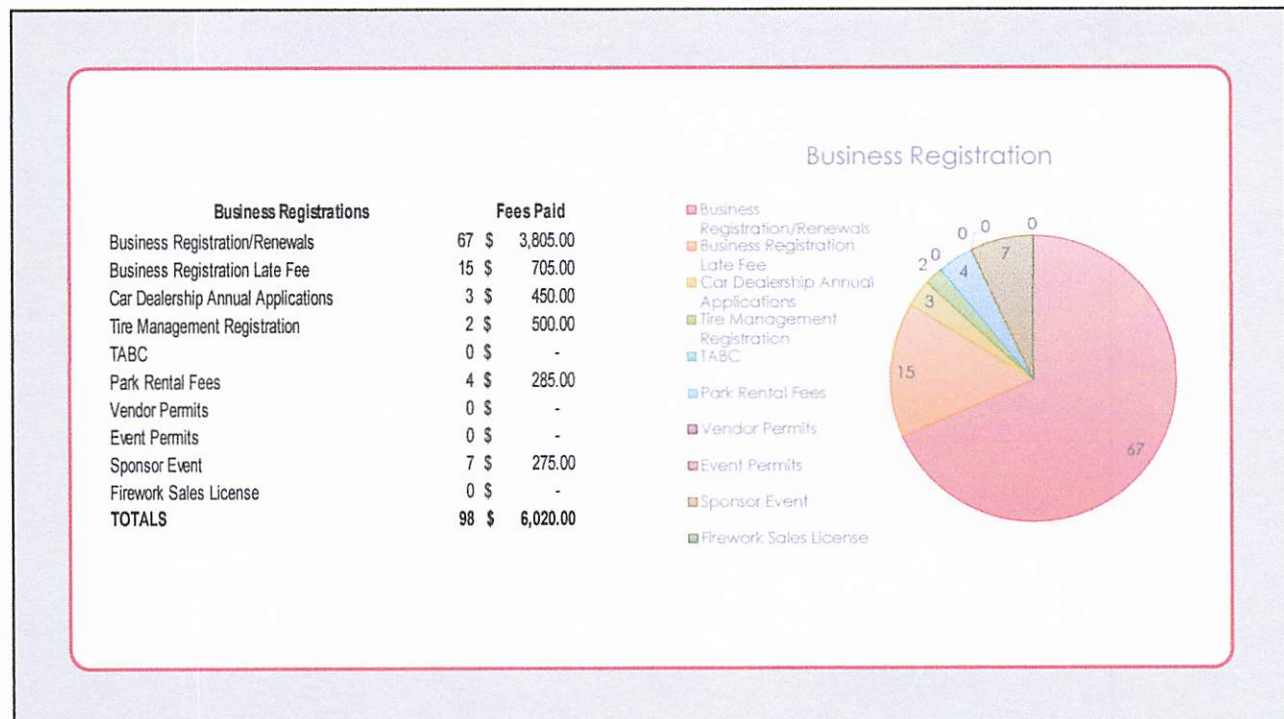 Business Registrations Fees Paid
Business Registration/Renewals 67 $ 3,805.00
Business Registration Late Fee 15 $ 705.00
Car Dealership Annual Applications 3 $ 450.00
Tire Management Registration 2 $ 500.00
TABC 0 $ -
Park Rental Fees 4 $ 285.00
Vendor Permits 0 $ -
Event Permits 0 $ -
Sponsor Event 7 $ 275.00
Firework Sales License 0 $ -
TOTALS 98 $ 6,020.00
Business Registration
Business
Registration/Renewals
Business Registration
Late Fee
Car Dealership Annual
Applications
Tire Management
Registration
TABC
Park Rental Fees
Vendor Permits
Event Permits
Sponsor Event
Firework Sales License
67
15
3
2
0
4
0
0
7
0